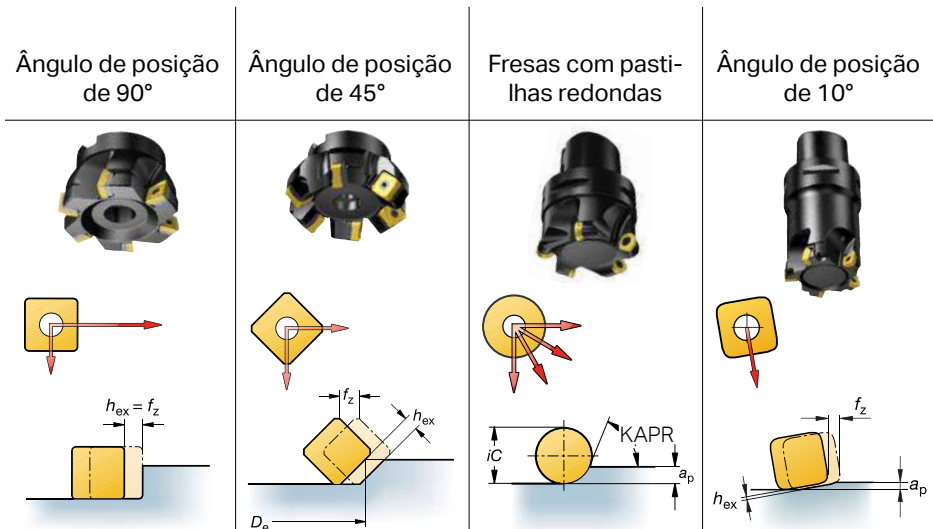 Ângulo de posição
de 90°
Ângulo de posição
de 45°
Fresas com pasti-
lhas redondas
Ângulo de posição
de 10°
hex = fz
fz
hex
De
iC
KAPR
ap
fz
ap
hex